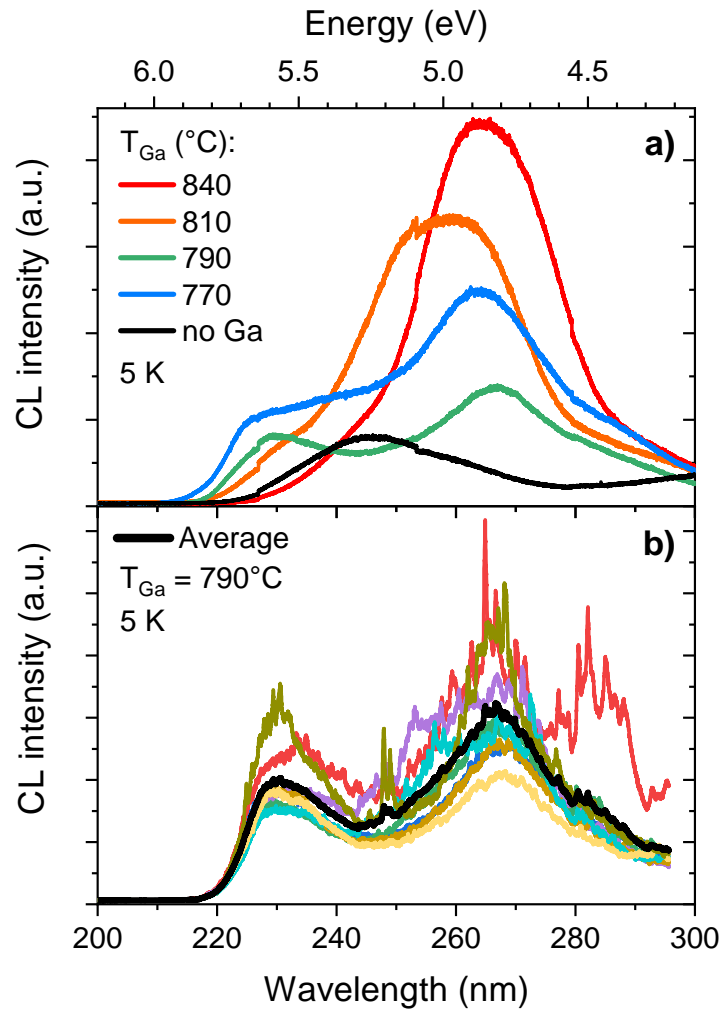 Energy (eV)
6.0 5.5 5.0 4.5
a)
T_Ga (°C):
840
810
790
770
no Ga
5 K
CL intensity (a.u.)
b)
Average
T_Ga = 790°C
5 K
CL intensity (a.u.)
200 220 240 260 280 300
Wavelength (nm)